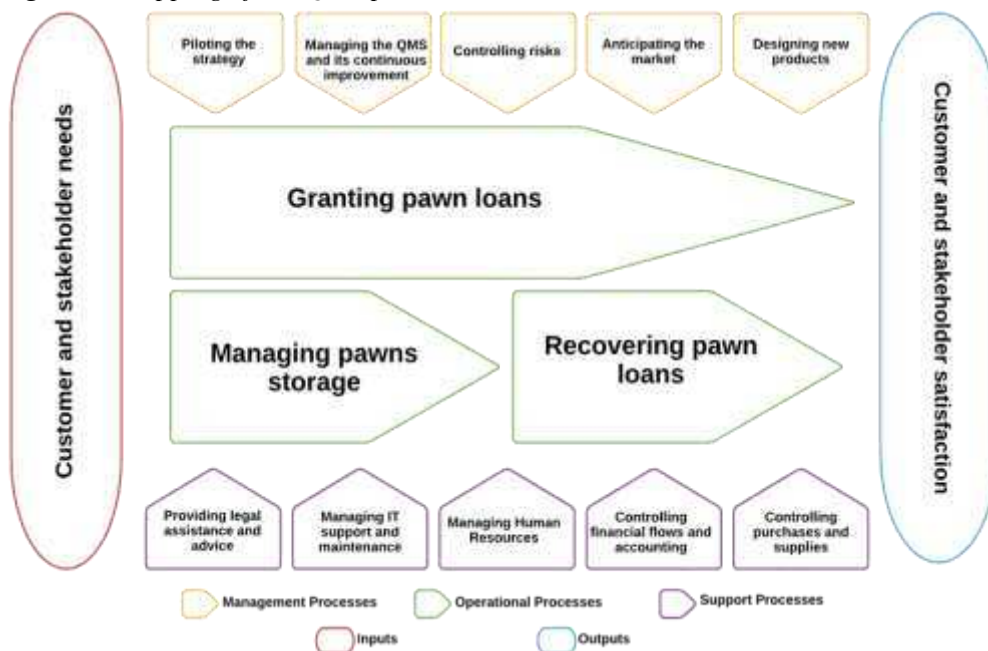 Piloting the
strategy
Managing the QMS
and its continuous
improvement
Controlling risks
Anticipating the
market
Designing new
products
Customer and stakeholder needs
Granting pawn loans
Managing pawns
storage
Recovering pawn
loans
Customer and stakeholder satisfaction
Providing legal
assistance and
advice
Managing IT
support and
maintenance
Managing Human
Resources
Controlling
financial flows and
accounting
Controlling
purchases and
supplies
Management Processes
Operational Processes
Support Processes
Inputs
Outputs